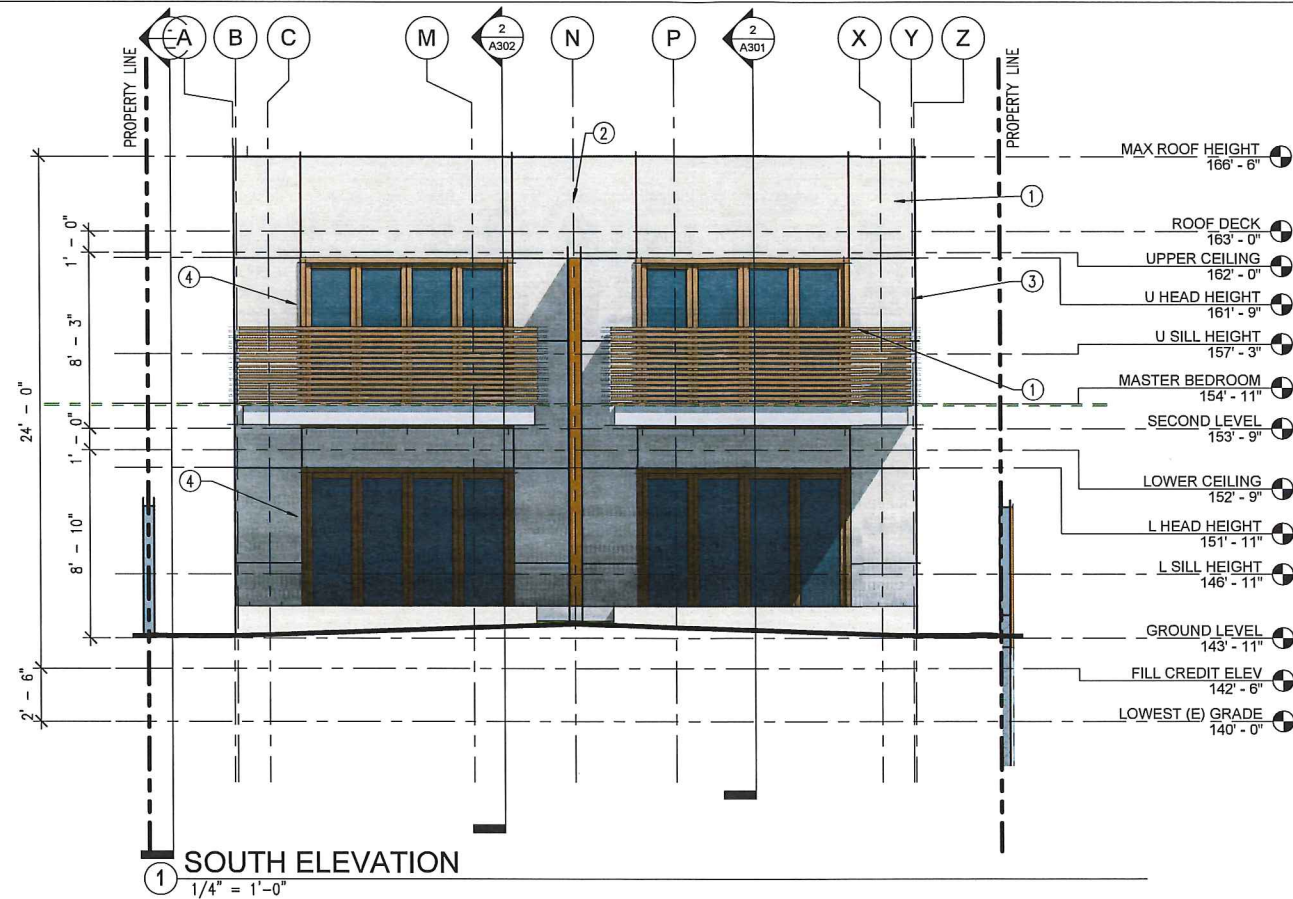 A
B
C
M
2
A302
N
P
2
A301
X
Y
Z
PROPERTY LINE
PROPERTY LINE
2
1
4
3
1
4
24' - 0"
1' - 0"
8' - 3"
1' - 0"
8' - 10"
2' - 6"
MAX ROOF HEIGHT
166' - 6"
ROOF DECK
163' - 0"
UPPER CEILING
162' - 0"
U HEAD HEIGHT
161' - 9"
U SILL HEIGHT
157' - 3"
MASTER BEDROOM
154' - 11"
SECOND LEVEL
153' - 9"
LOWER CEILING
152' - 9"
L HEAD HEIGHT
151' - 11"
L SILL HEIGHT
146' - 11"
GROUND LEVEL
143' - 11"
FILL CREDIT ELEV
142' - 6"
LOWEST (E) GRADE
140' - 0"
1 SOUTH ELEVATION
1/4" = 1'-0"